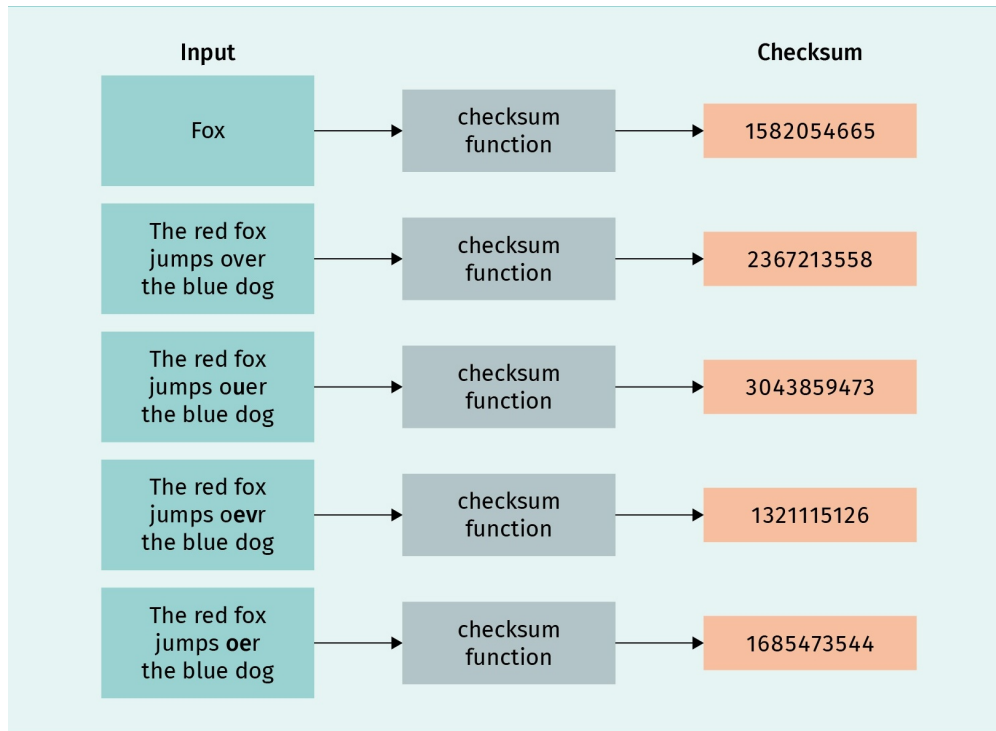 Input
Checksum
Fox
checksum
function
1582054665
The red fox
jumps over
the blue dog
checksum
function
2367213558
The red fox
jumps ouer
the blue dog
checksum
function
3043859473
The red fox
jumps oevr
the blue dog
checksum
function
1321115126
The red fox
jumps oer
the blue dog
checksum
function
1685473544